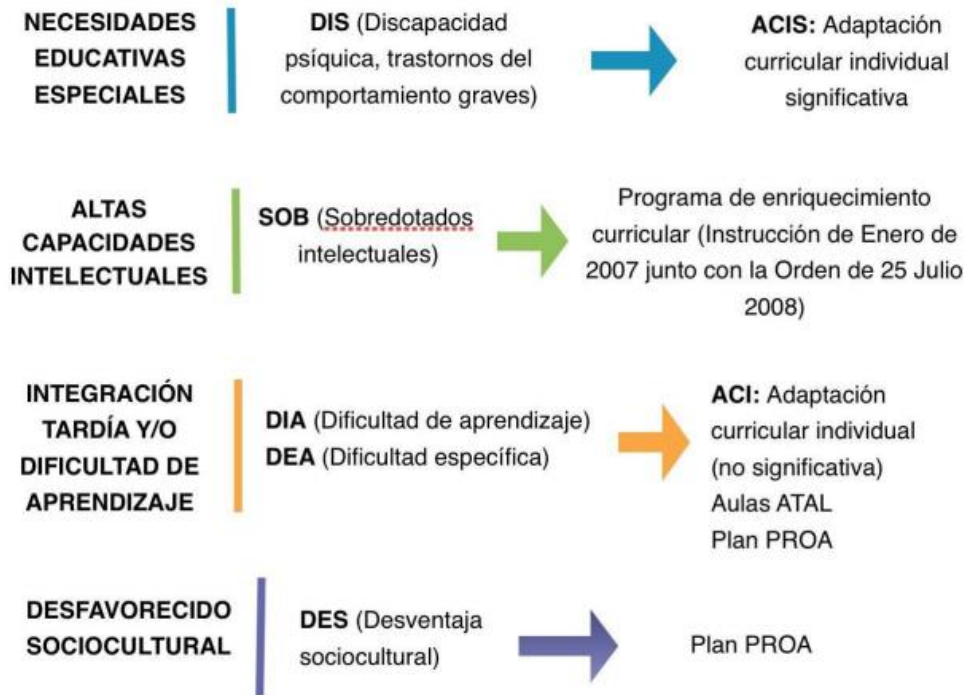 NECESIDADES
EDUCATIVAS
ESPECIALES
DIS (Discapacidad
psíquica, trastornos del
comportamiento graves)
ACIS: Adaptación
curricular individual
significativa
ALTAS
CAPACIDADES
INTELECTUALES
SOB (Sobredotados
intelectuales)
Programa de enriquecimiento
curricular (Instrucción de Enero de
2007 junto con la Orden de 25 Julio
2008)
INTEGRACIÓN
TARDÍA Y/O
DIFICULTAD DE
APRENDIZAJE
DIA (Dificultad de aprendizaje)
DEA (Dificultad específica)
ACI: Adaptación
curricular individual
(no significativa)
Aulas ATAL
Plan PROA
DESFAVORECIDO
SOCIOCULTURAL
DES (Desventaja
sociocultural)
Plan PROA